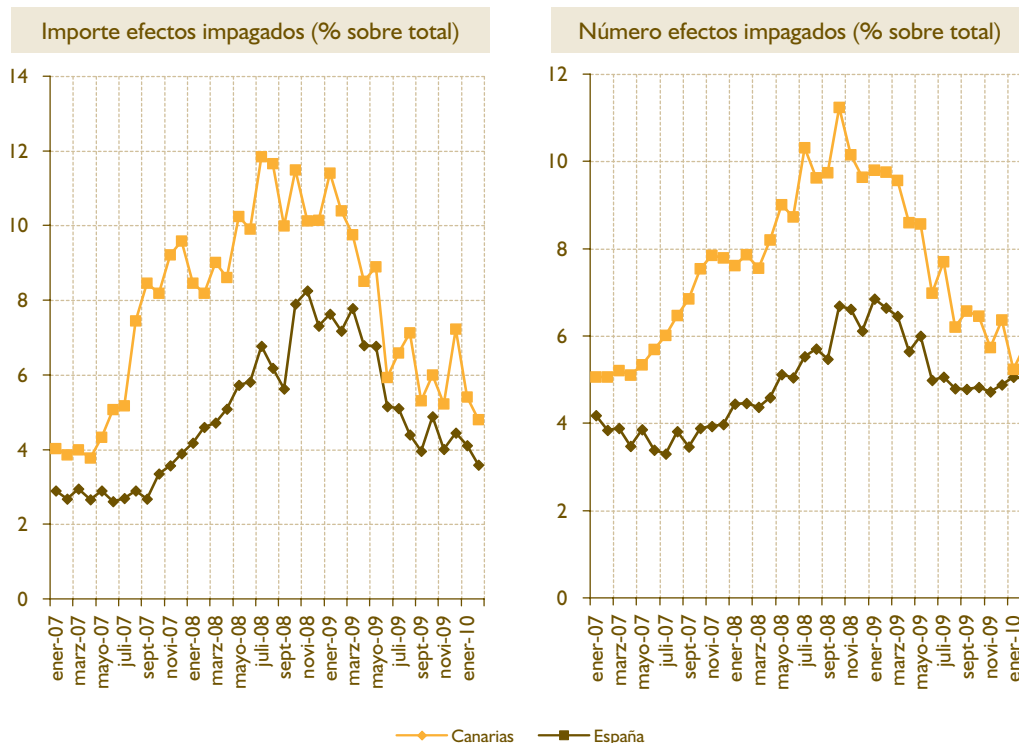 Importe efectos impagados (% sobre total)
14
12
10
8
6
4
2
0
ener-07
marz-07
mayo-07
juli-07
sept-07
novi-07
ener-08
marz-08
mayo-08
juli-08
sept-08
novi-08
ener-09
marz-09
mayo-09
juli-09
sept-09
novi-09
ener-10
Número efectos impagados (% sobre total)
12
10
8
6
4
2
0
ener-07
marz-07
mayo-07
juli-07
sept-07
novi-07
ener-08
marz-08
mayo-08
juli-08
sept-08
novi-08
ener-09
marz-09
mayo-09
juli-09
sept-09
novi-09
ener-10
Canarias
España